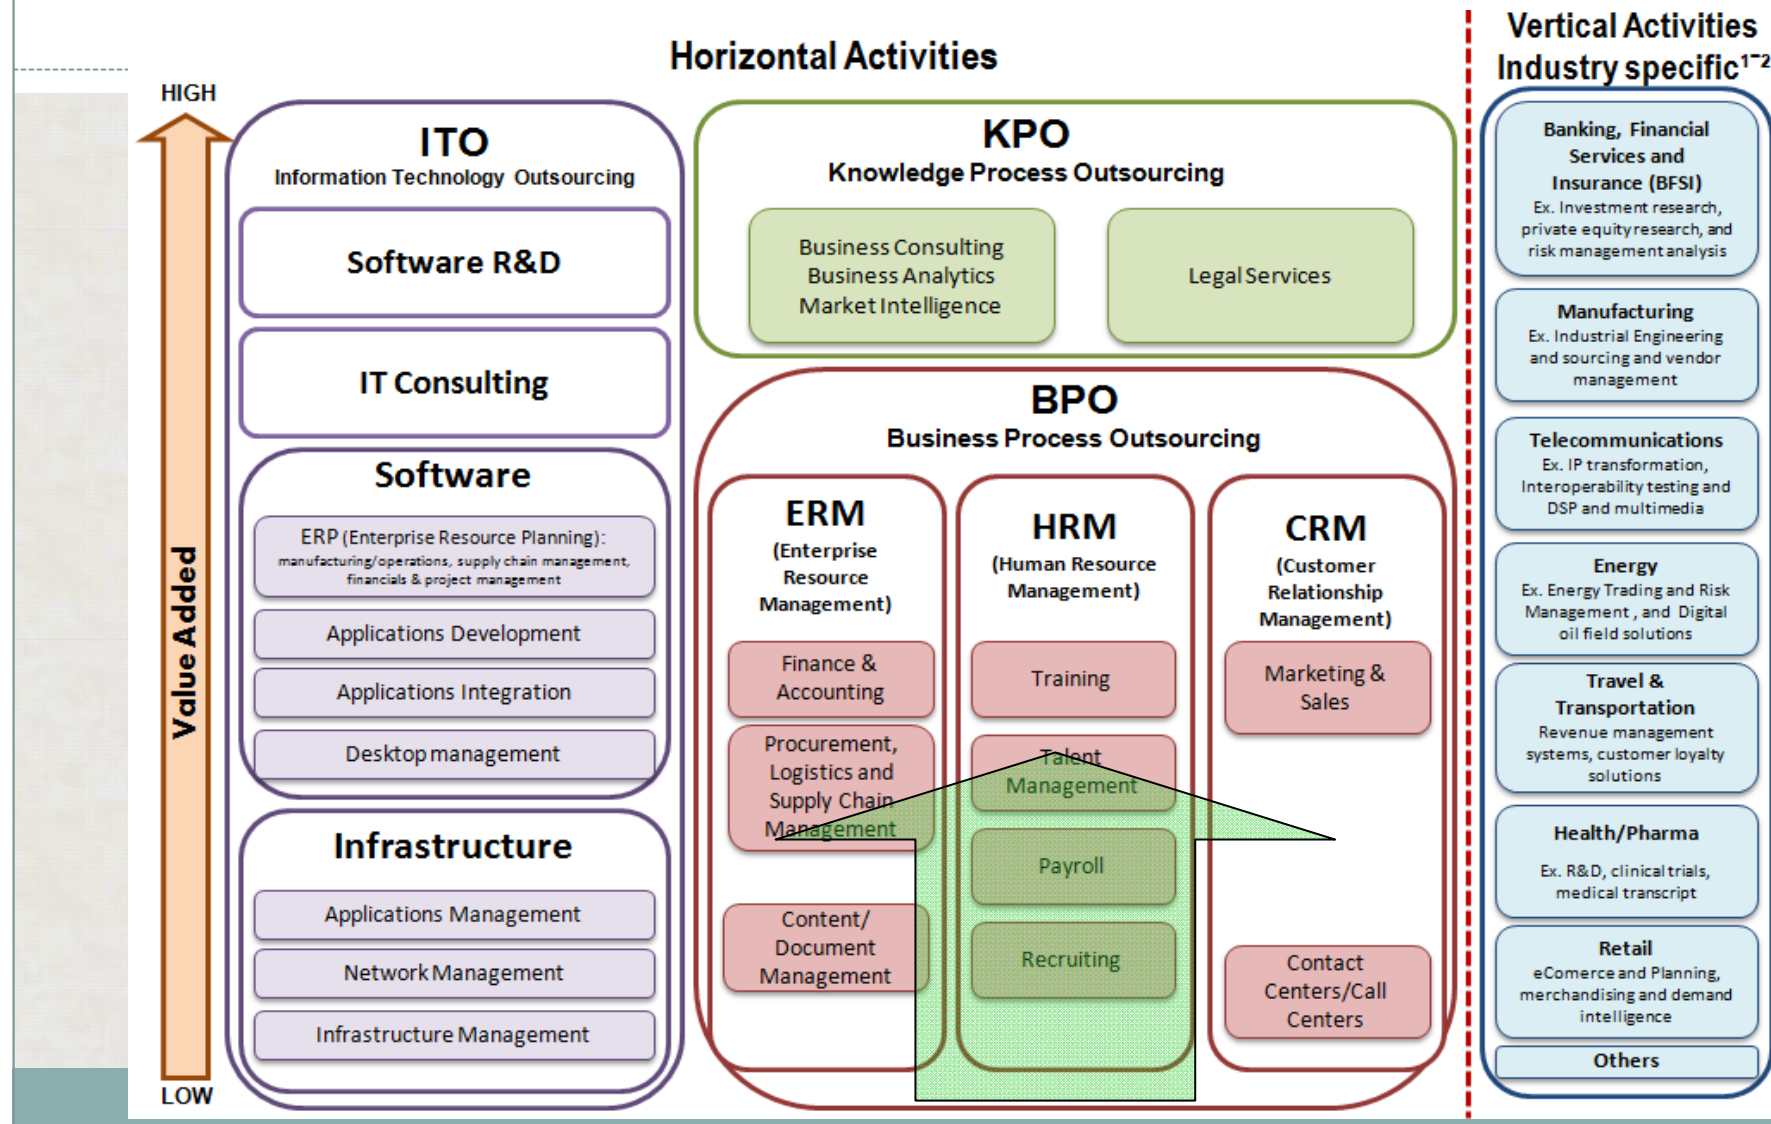 Horizontal Activities
Vertical Activities
Industry specific¹⁻²
HIGH
Value Added
LOW
ITO
Information Technology Outsourcing
Software R&D
IT Consulting
Software
ERP (Enterprise Resource Planning):
manufacturing/operations, supply chain management,
financials & project management
Applications Development
Applications Integration
Desktop management
Infrastructure
Applications Management
Network Management
Infrastructure Management
KPO
Knowledge Process Outsourcing
Business Consulting
Business Analytics
Market Intelligence
Legal Services
BPO
Business Process Outsourcing
ERM
(Enterprise
Resource
Management)
Finance &
Accounting
Procurement,
Logistics and
Supply Chain
Management
Content/
Document
Management
HRM
(Human Resource
Management)
Training
Talent
Management
Payroll
Recruiting
CRM
(Customer
Relationship
Management)
Marketing &
Sales
Contact
Centers/Call
Centers
Banking, Financial
Services and
Insurance (BFSI)
Ex. Investment research,
private equity research, and
risk management analysis
Manufacturing
Ex. Industrial Engineering
and sourcing and vendor
management
Telecommunications
Ex. IP transformation,
Interoperability testing and
DSP and multimedia
Energy
Ex. Energy Trading and Risk
Management , and Digital
oil field solutions
Travel &
Transportation
Revenue management
systems, customer loyalty
solutions
Health/Pharma
Ex. R&D, clinical trials,
medical transcript
Retail
eComerce and Planning,
merchandising and demand
intelligence
Others